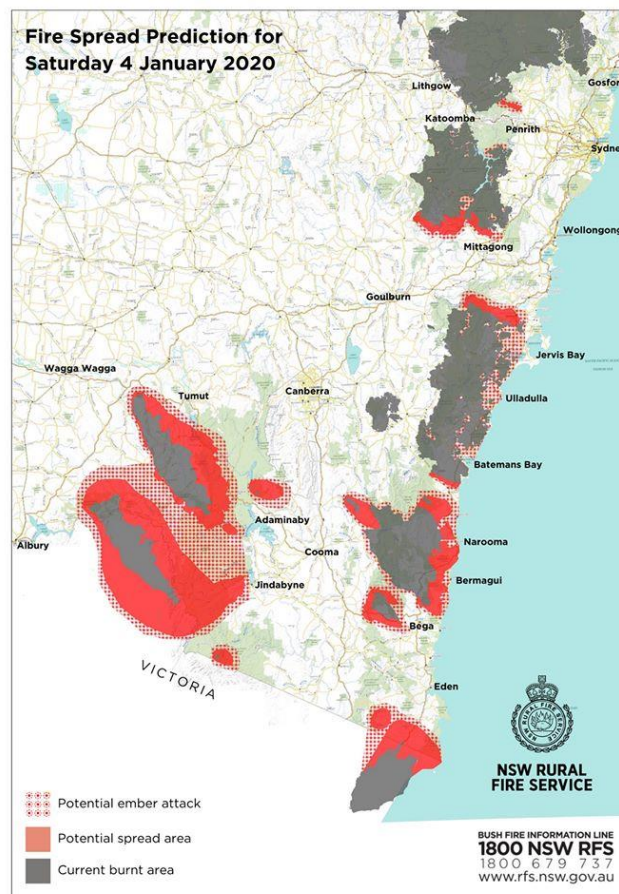 Fire Spread Prediction for
Saturday 4 January 2020
Lithgow
Gosford
Katoomba
Penrith
Sydney
Wollongong
Mittagong
Goulburn
Jervis Bay
Wagga Wagga
Tumut
Canberra
Ulladulla
Batemans Bay
Adaminaby
Albury
Cooma
Narooma
Jindabyne
Bermagui
Bega
VICTORIA
Eden
NSW RURAL
FIRE SERVICE
Potential ember attack
Potential spread area
Current burnt area
BUSH FIRE INFORMATION LINE
1800 NSW RFS
1800 679 737
www.rfs.nsw.gov.au